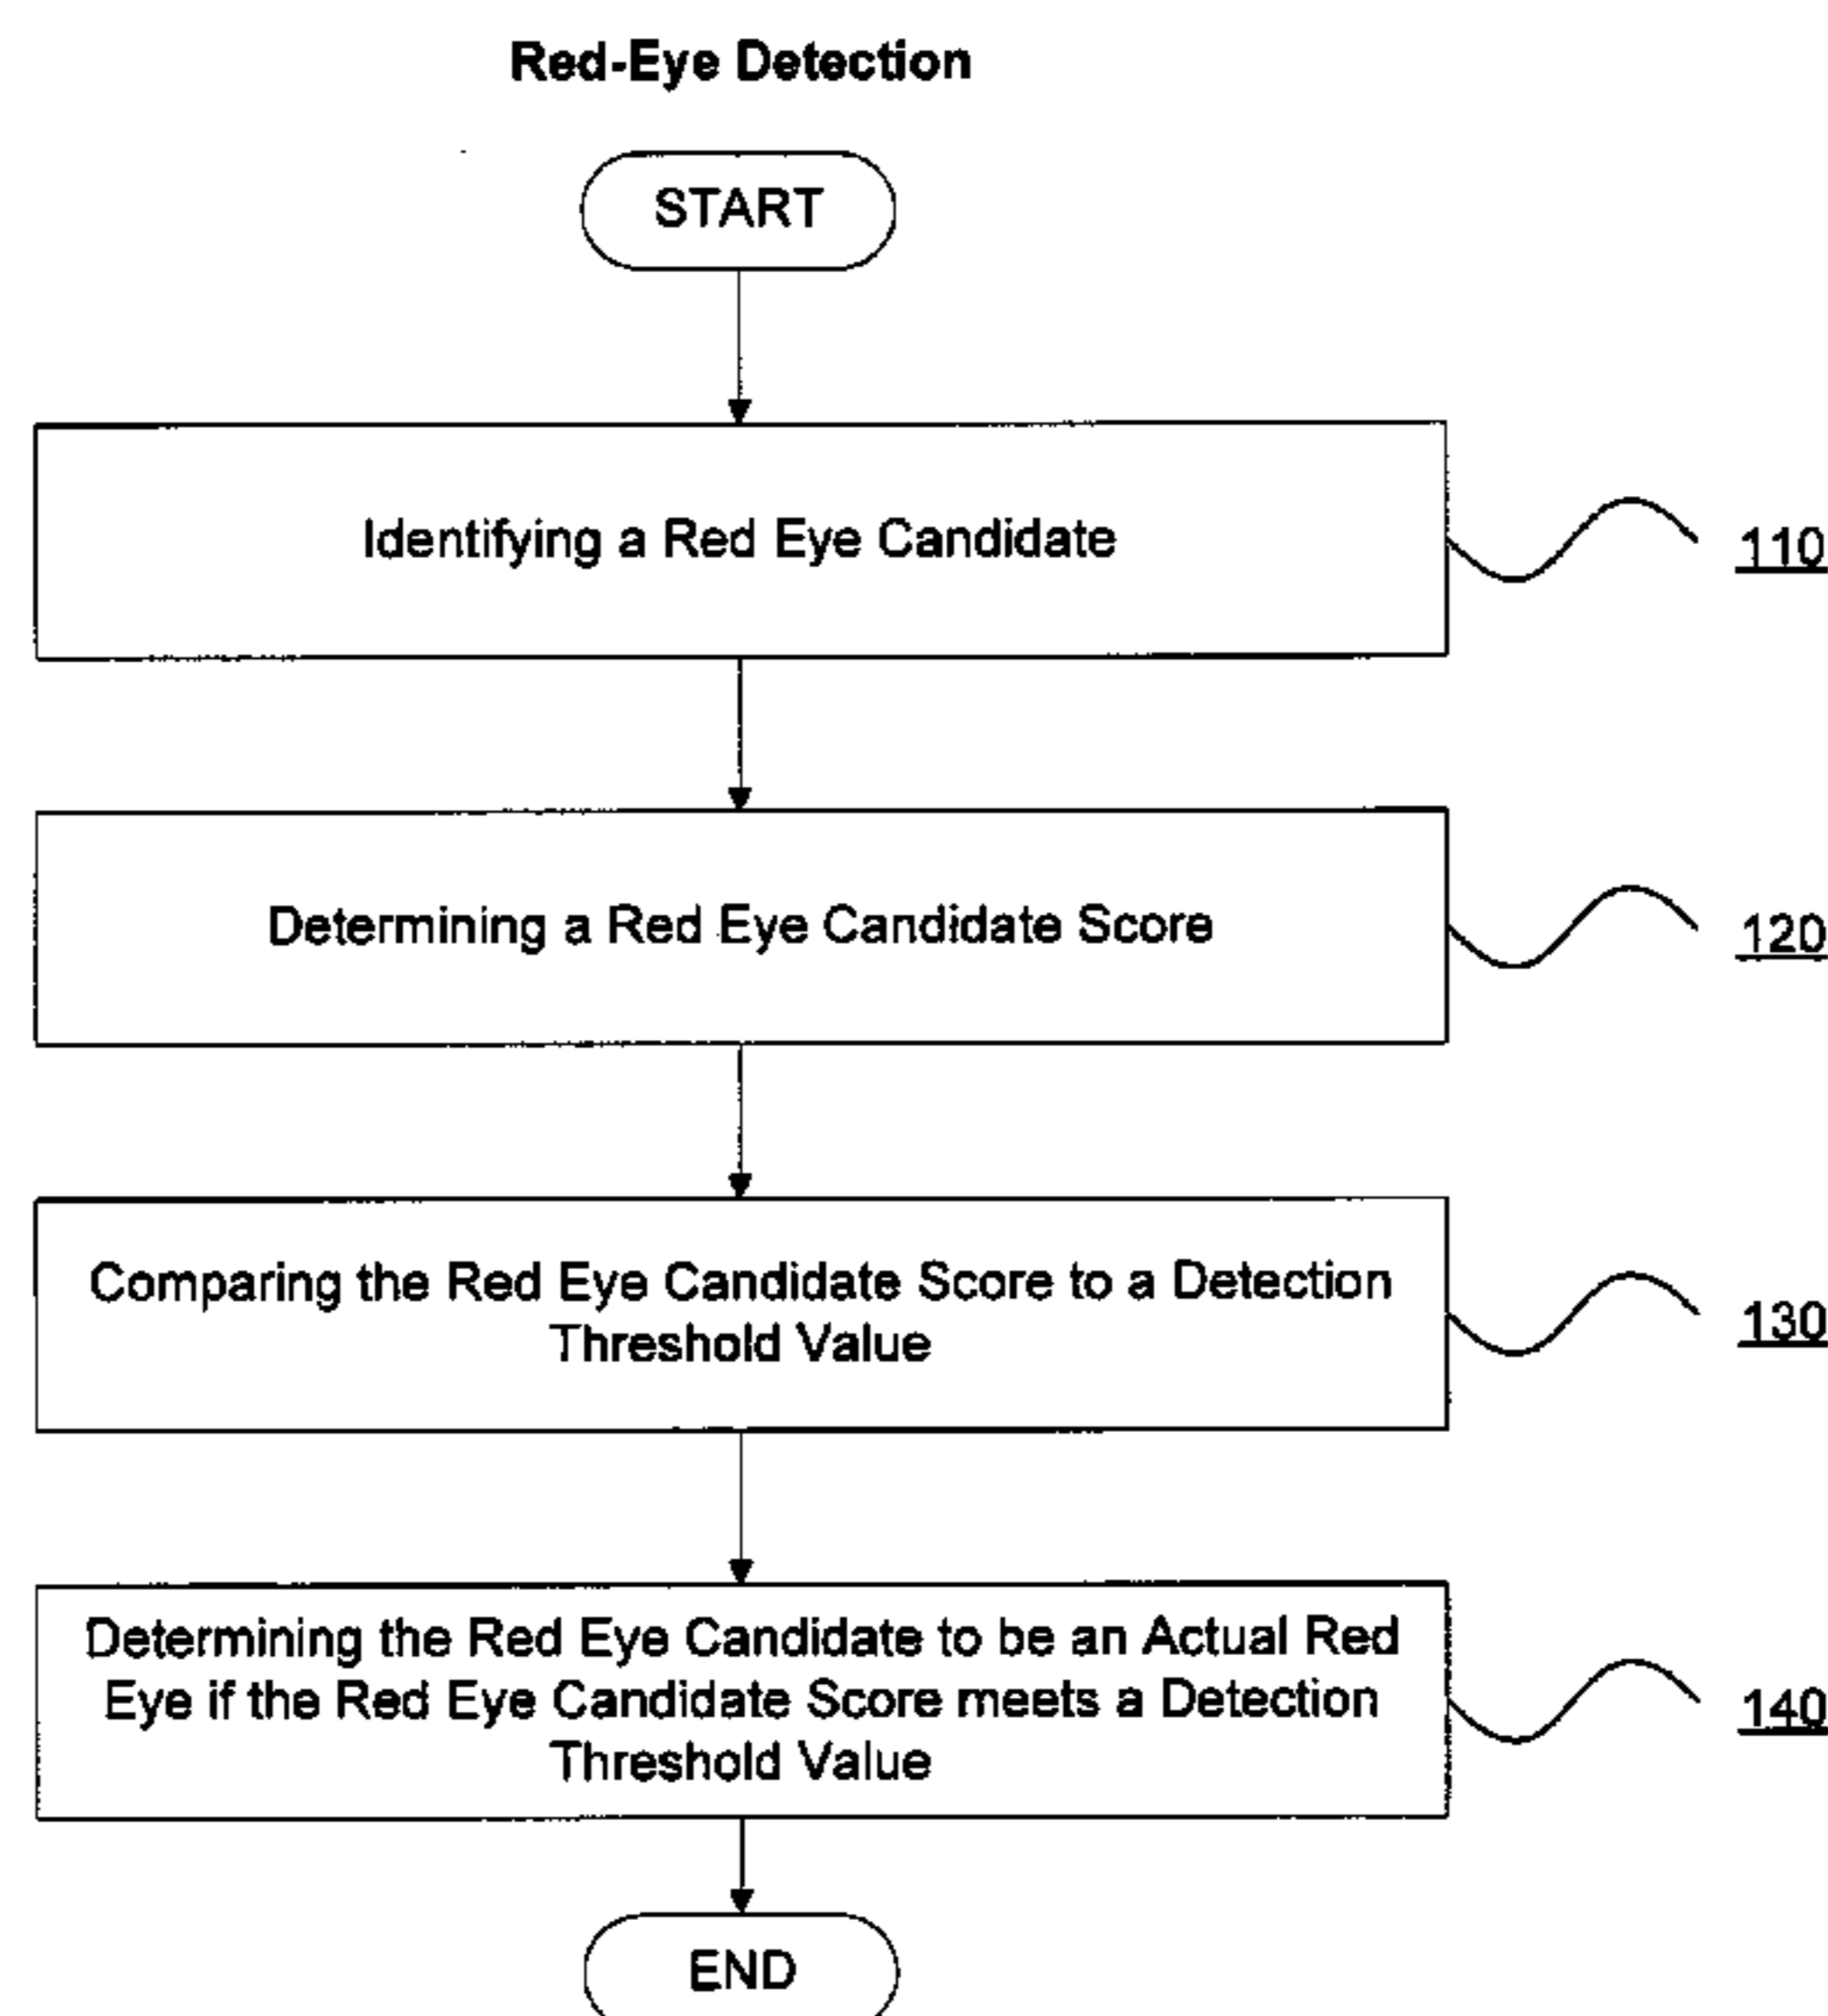 Red-Eye Detection
START
Identifying a Red Eye Candidate
110
Determining a Red Eye Candidate Score
120
Comparing the Red Eye Candidate Score to a Detection
Threshold Value
130
Determining the Red Eye Candidate to be an Actual Red
Eye if the Red Eye Candidate Score meets a Detection
Threshold Value
140
END